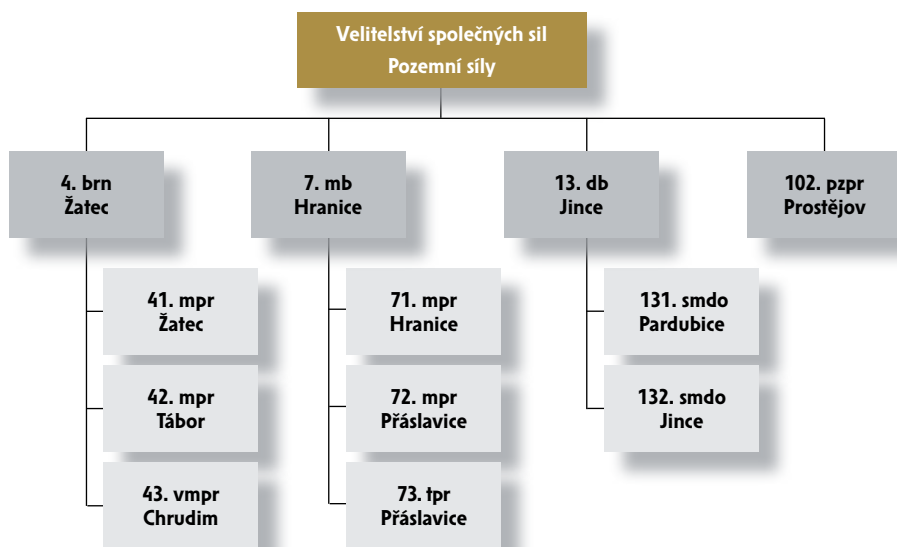 Velitelství společných sil
Pozemní síly
4. brn
Žatec
7. mb
Hranice
13. db
Jince
102. pzpr
Prostějov
41. mpr
Žatec
42. mpr
Tábor
43. vmpr
Chrudim
71. mpr
Hranice
72. mpr
Přáslavice
73. tpr
Přáslavice
131. smdo
Pardubice
132. smdo
Jince